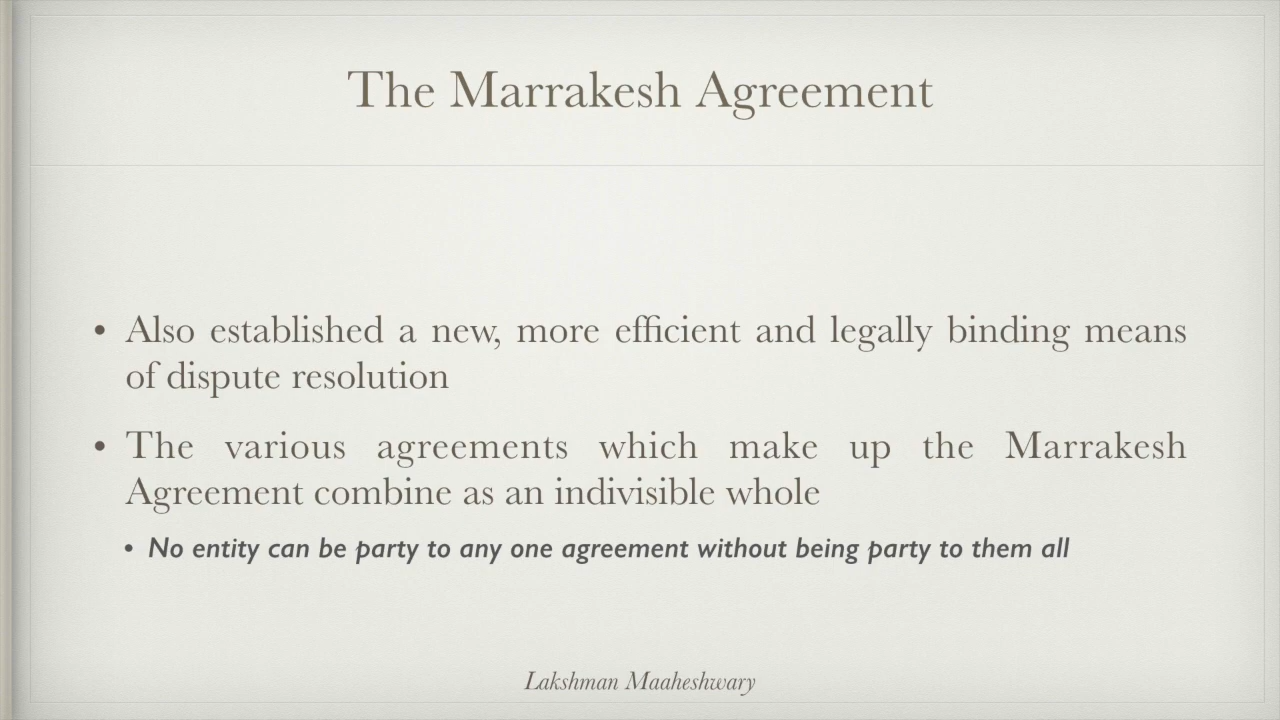 The Marrakesh Agreement
• Also established a new, more efficient and legally binding means
of dispute resolution
• The various agreements which make up the Marrakesh
Agreement combine as an indivisible whole
• No entity can be party to any one agreement without being party to them all
Lakshman Maaheshwary